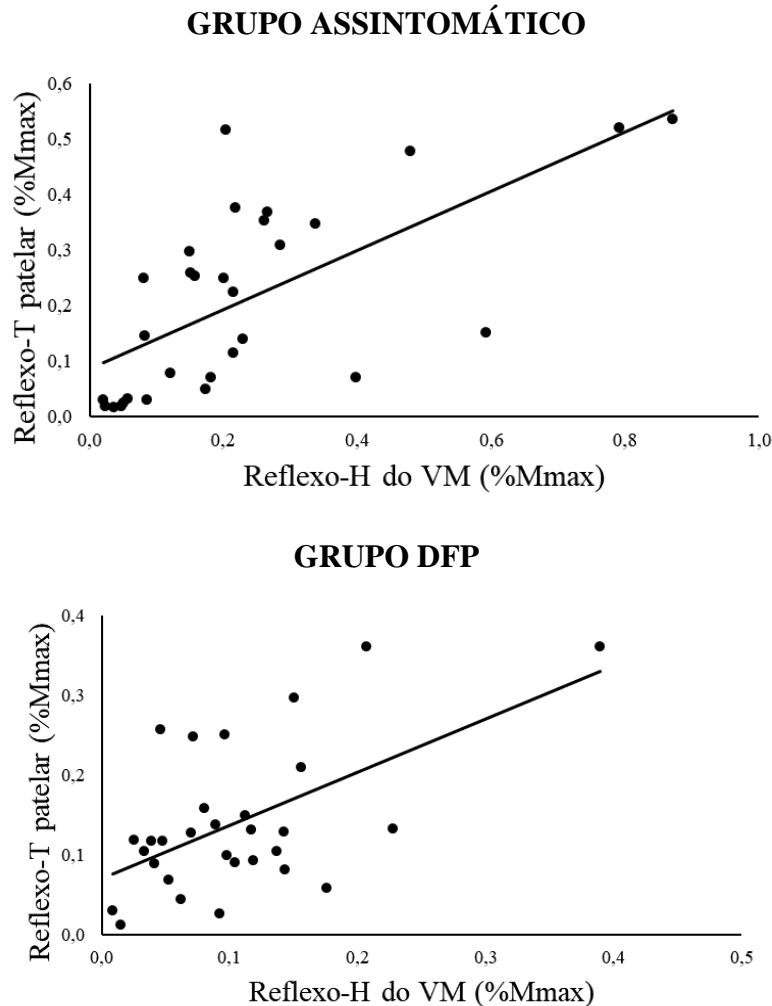 GRUPO ASSINTOMÁTICO
Reflexo-T patelar (%Mmax)
0,6
0,5
0,4
0,3
0,2
0,1
0,0
0,0 0,2 0,4 0,6 0,8 1,0
Reflexo-H do VM (%Mmax)
GRUPO DFP
Reflexo-T patelar (%Mmax)
0,4
0,3
0,2
0,1
0,0
0,0 0,1 0,2 0,3 0,4 0,5
Reflexo-H do VM (%Mmax)